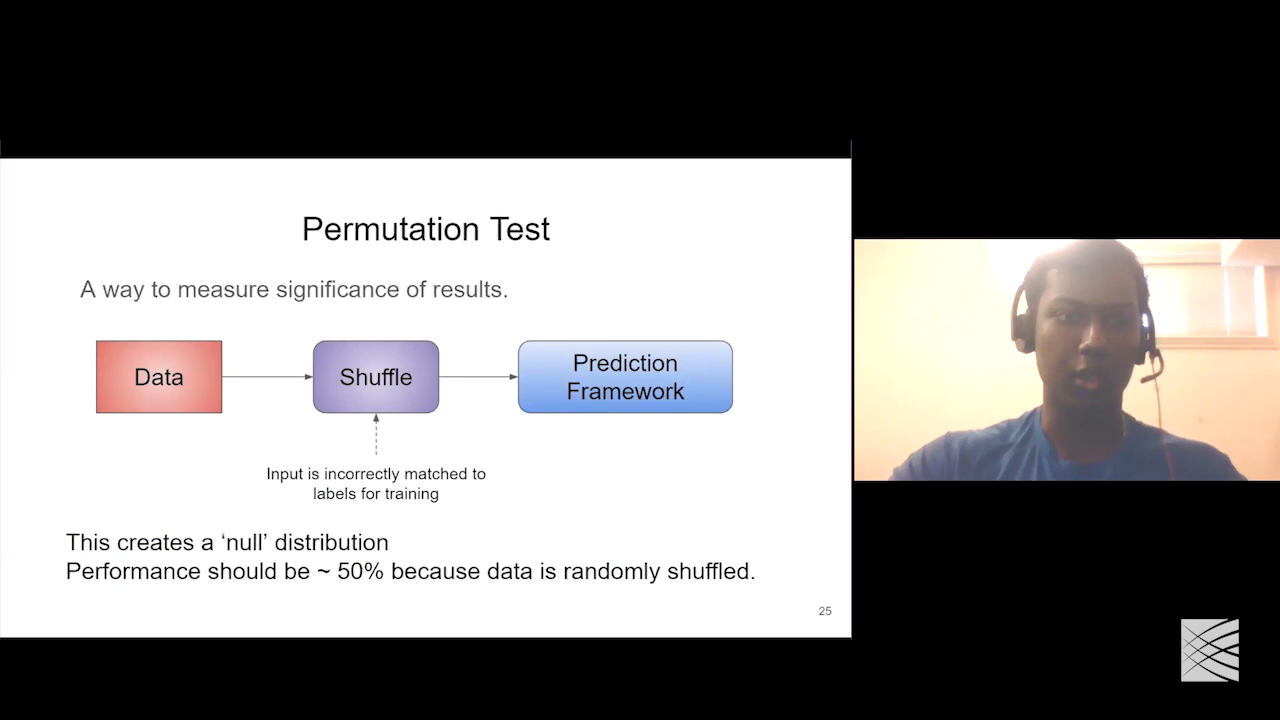 Permutation Test
A way to measure significance of results.
Data
Shuffle
Prediction
Framework
Input is incorrectly matched to
labels for training
This creates a ‘null’ distribution
Performance should be ~ 50% because data is randomly shuffled.
25